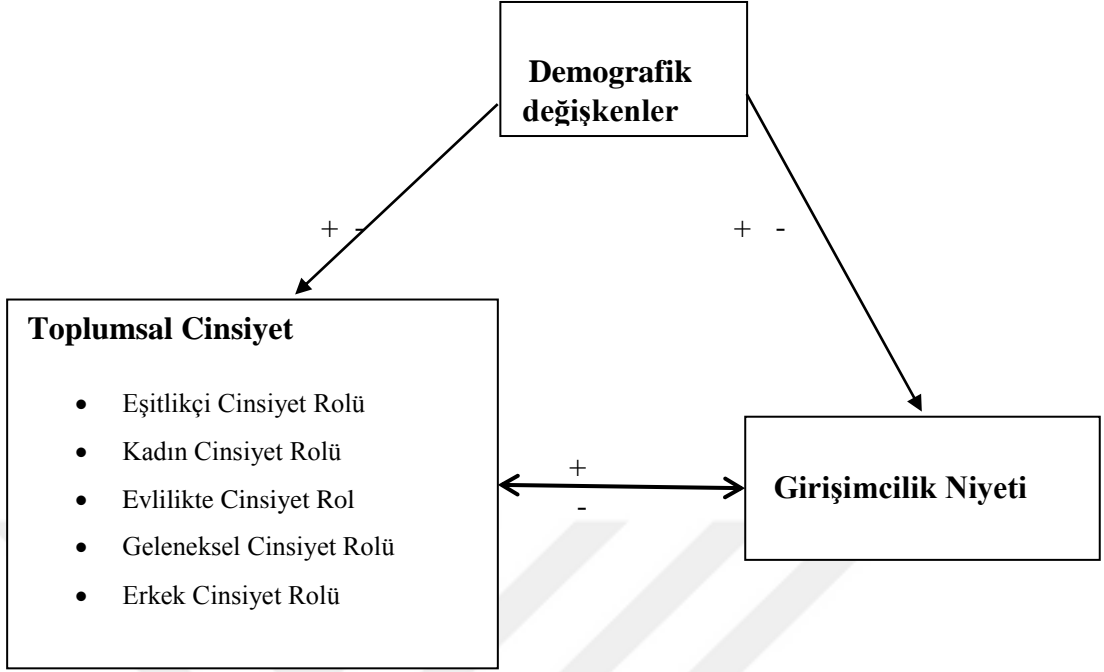 Demografik
değişkenler
+ -
+ -
Toplumsal Cinsiyet
• Eşitlikçi Cinsiyet Rolü
• Kadın Cinsiyet Rolü
• Evlilikte Cinsiyet Rol
• Geleneksel Cinsiyet Rolü
• Erkek Cinsiyet Rolü
+
-
Girişimcilik Niyeti